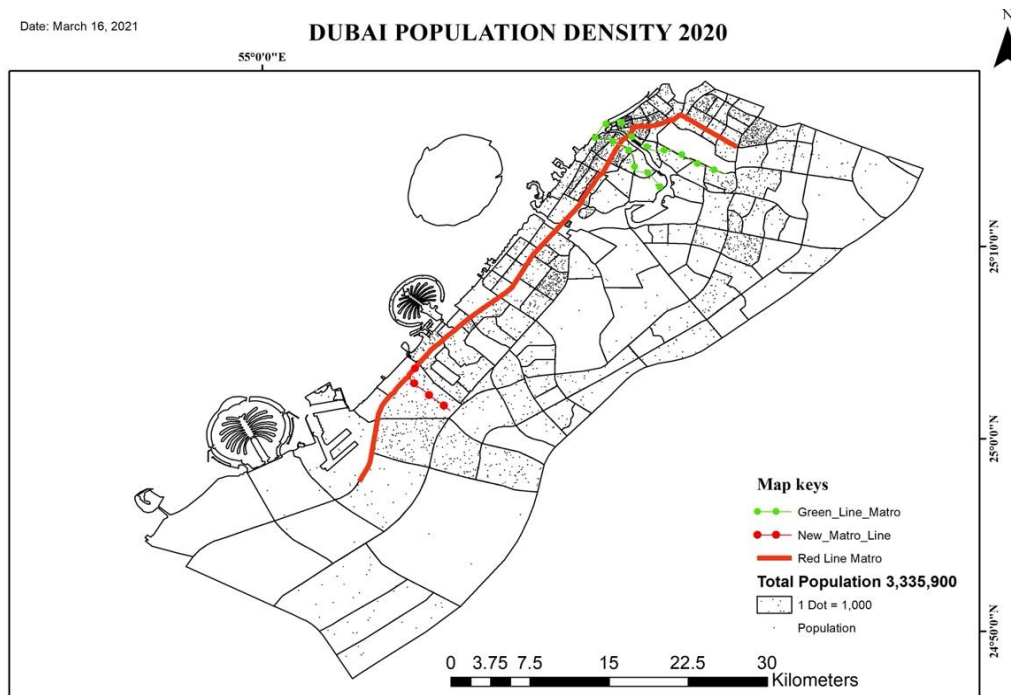 Date: March 16, 2021
DUBAI POPULATION DENSITY 2020
N
55°0'0"E
25°10'0"N
25°0'0"N
24°50'0"N
Map keys
Green_Line_Matro
New_Matro_Line
Red Line Matro
Total Population 3,335,900
1 Dot = 1,000
Population
0 3.75 7.5 15 22.5 30
Kilometers